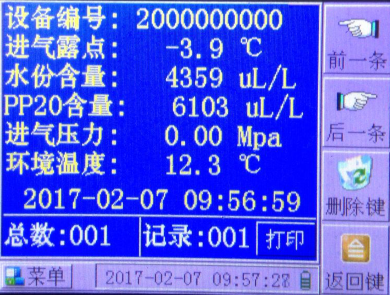 设备编号: 2000000000
进气露点: -3.9 ℃
水份含量: 4359 uL/L
PP20含量: 6103 uL/L
进气压力: 0.00 Mpa
环境温度: 12.3 ℃
2017-02-07 09:56:59
总数:001 记录:001 打印
菜单 2017-02-07 09:57:28
前一条
后一条
删除键
返回键